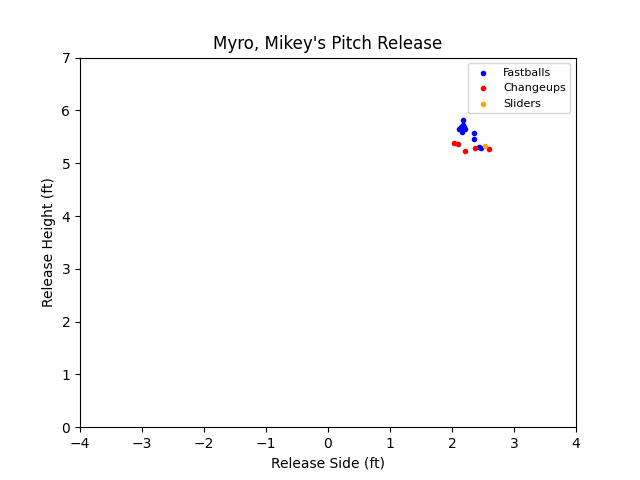 Myro, Mikey's Pitch Release
Fastballs
Changeups
Sliders
Release Height (ft)
7
6
5
4
3
2
1
0
−4
−3
−2
−1
0
1
2
3
4
Release Side (ft)